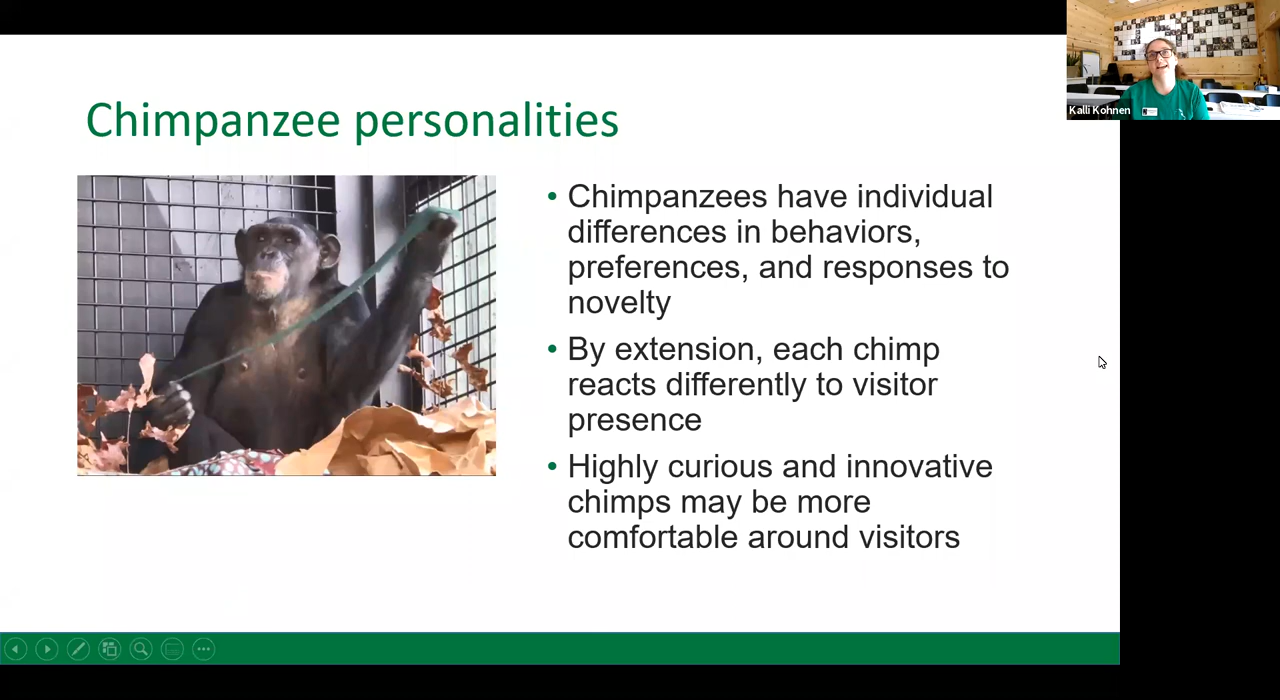 Kalli Kohnen
Chimpanzee personalities
• Chimpanzees have individual
differences in behaviors,
preferences, and responses to
novelty
• By extension, each chimp
reacts differently to visitor
presence
• Highly curious and innovative
chimps may be more
comfortable around visitors